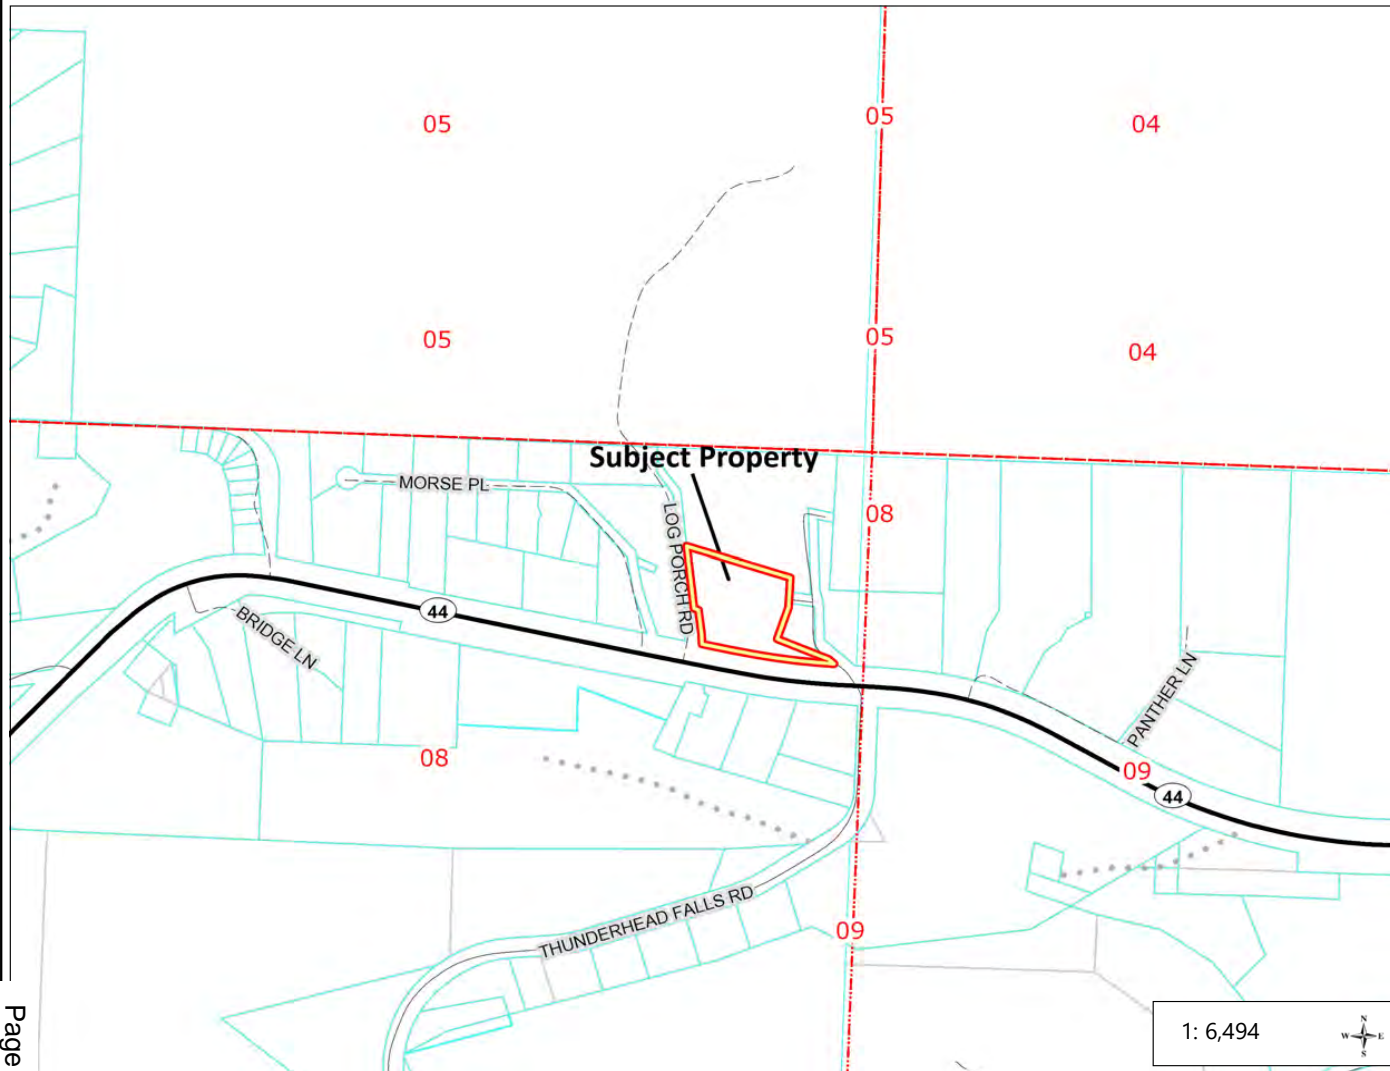 05
05
04
05
05
04
Subject Property
MORSE PL
LOG PORCH RD
08
44
BRIDGE LN
PANTHER LN
08
09
44
THUNDERHEAD FALLS RD
09
1: 6,494
N
W
E
S
Page